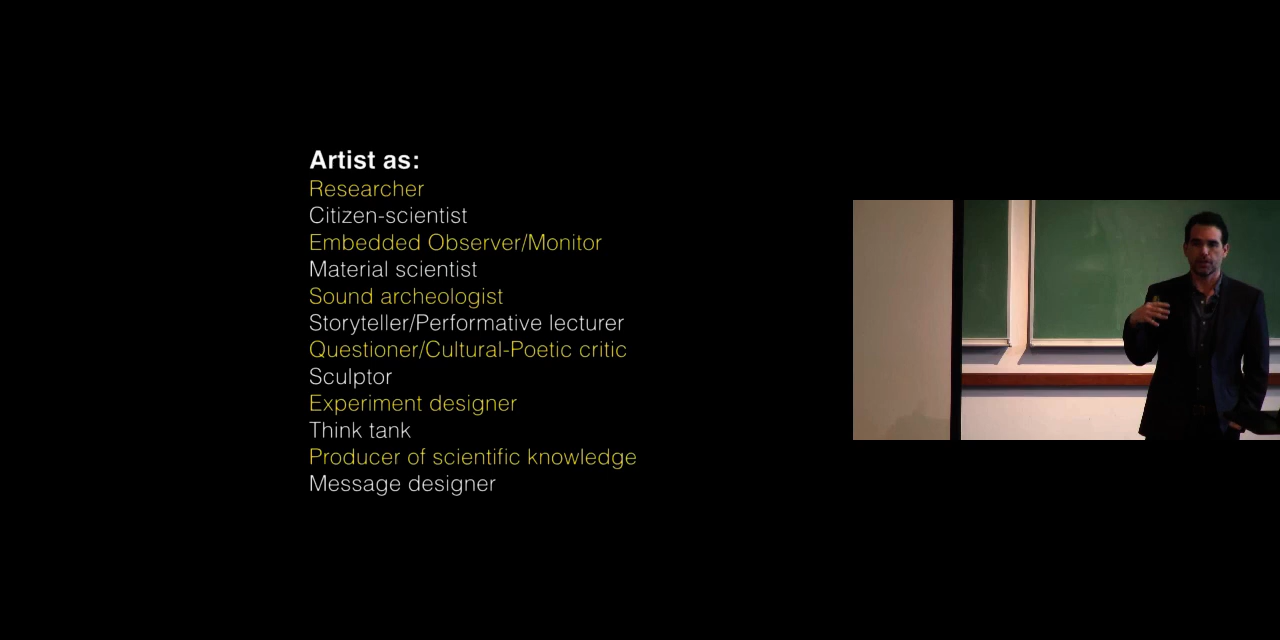 Artist as:
Researcher
Citizen-scientist
Embedded Observer/Monitor
Material scientist
Sound archeologist
Storyteller/Performative lecturer
Questioner/Cultural-Poetic critic
Sculptor
Experiment designer
Think tank
Producer of scientific knowledge
Message designer